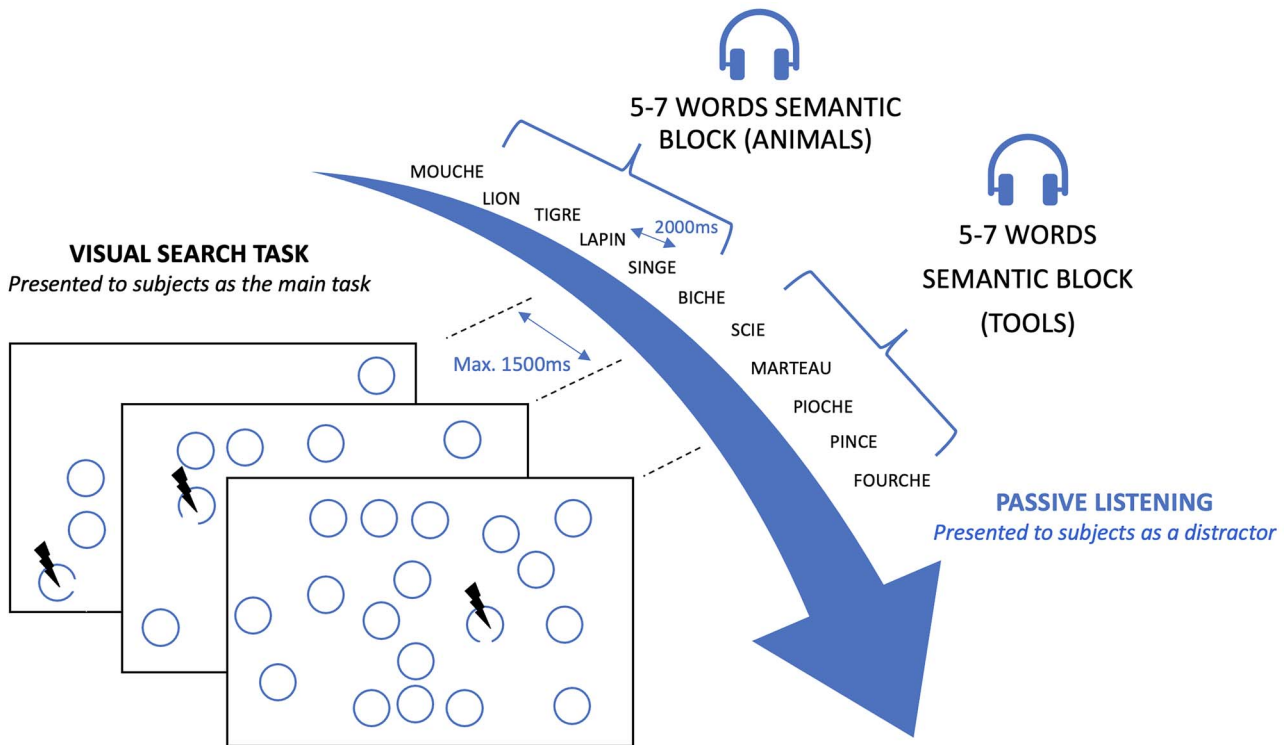 5-7 WORDS SEMANTIC
BLOCK (ANIMALS)
MOUCHE
LION
TIGRE
LAPIN
2000ms
SINGE
BICHE
SCIE
MARTEAU
PIOCHE
PINCE
FOURCHE
5-7 WORDS
SEMANTIC BLOCK
(TOOLS)
VISUAL SEARCH TASK
Presented to subjects as the main task
Max. 1500ms
PASSIVE LISTENING
Presented to subjects as a distractor